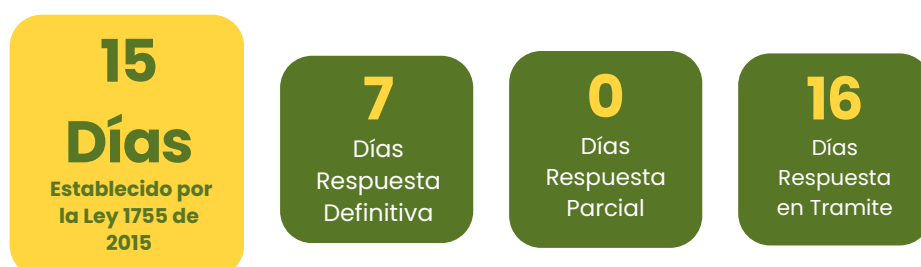 15
Días
Establecido por
la Ley 1755 de
2015
7
Días
Respuesta
Definitiva
0
Días
Respuesta
Parcial
16
Días
Respuesta
en Tramite